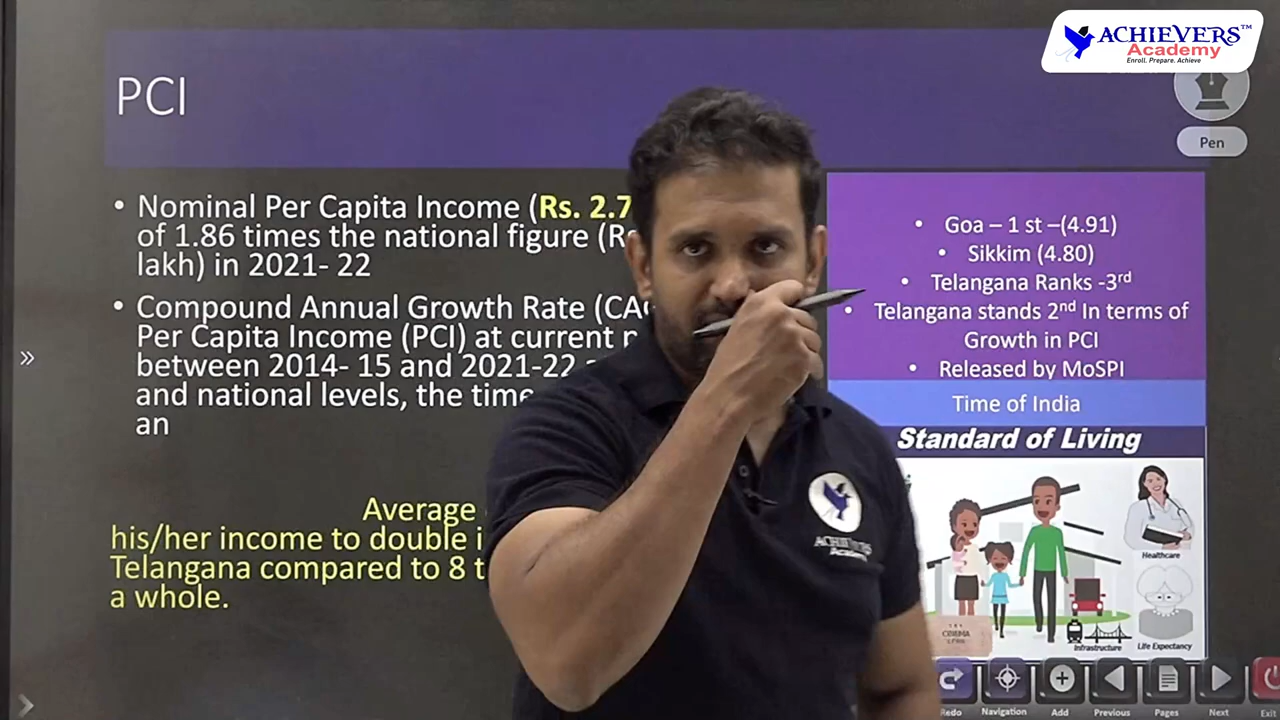 ACHIEVERS™
Academy
Enroll. Prepare. Achieve
PCI
Pen
• Nominal Per Capita Income (Rs. 2.7
of 1.86 times the national figure
lakh) in 2021- 22
• Compound Annual Growth Rate
Per Capita Income (PCI) at current
between 2014- 15 and 2021-22
and national levels, the time
an
Average
his/her income to double
Telangana compared to 8
a whole.
• Goa – 1 st –(4.91)
• Sikkim (4.80)
• Telangana Ranks -3rd
• Telangana stands 2nd In terms of
Growth in PCI
• Released by MoSPI
Time of India
Standard of Living
Healthcare
CINEMA
Infrastructure
Life Expectancy
ACHIEVERS
Academy
Redo
Navigation
Add
Previous
Pages
Next
Exit